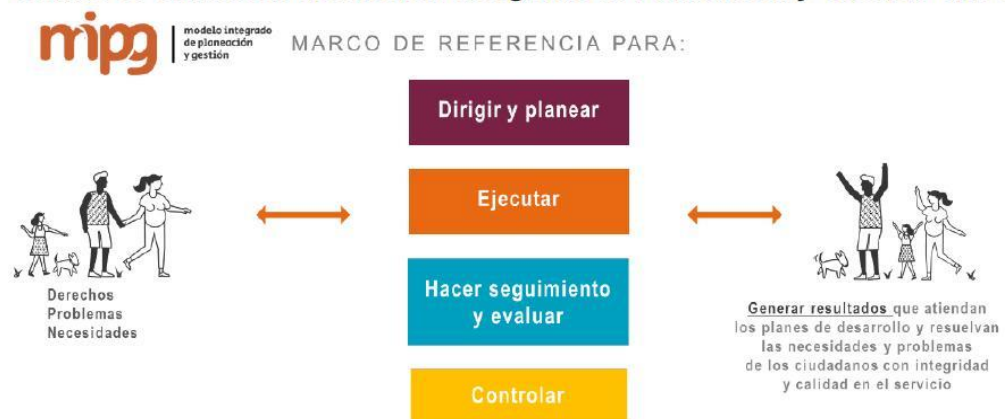 mipg
modelo integrado
de planeación
y gestión
MARCO DE REFERENCIA PARA:
Dirigir y planear
Ejecutar
Hacer seguimiento
y evaluar
Controlar
Derechos
Problemas
Necesidades
Generar resultados que atiendan
los planes de desarrollo y resuelvan
las necesidades y problemas
de los ciudadanos con integridad
y calidad en el servicio